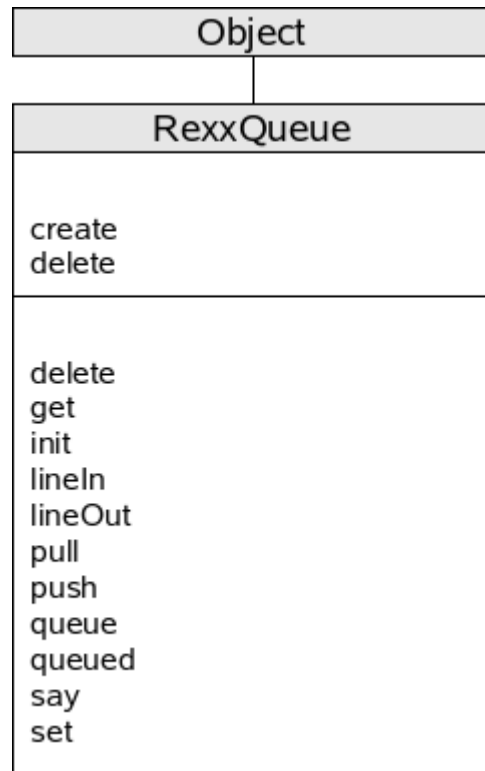 Object
RexxQueue
create
delete
delete
get
init
lineIn
lineOut
pull
push
queue
queued
say
set